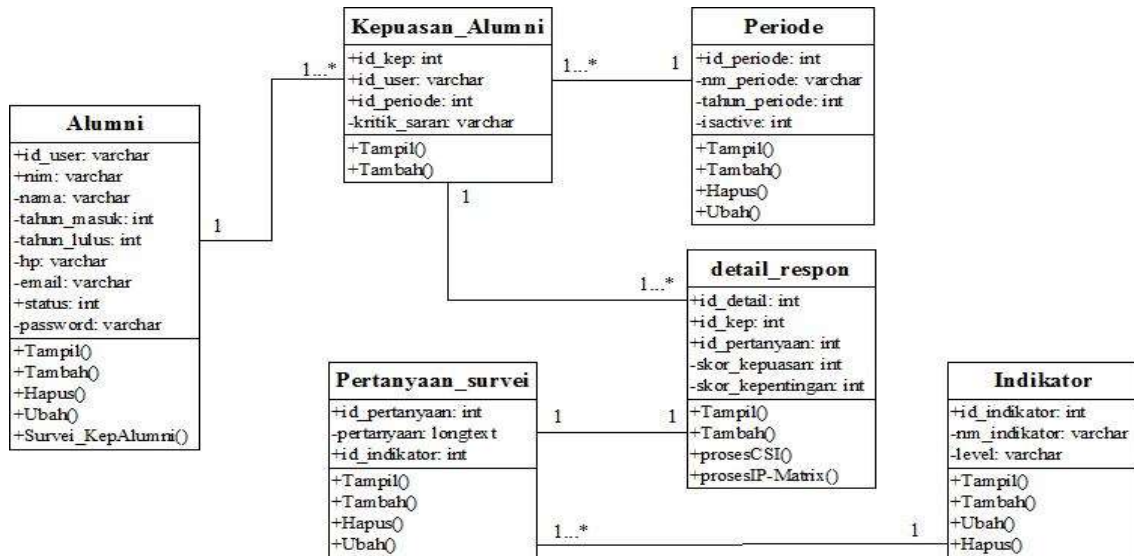 Kepuasan_Alumni
+id_kep: int
+id_user: varchar
+id_periode: int
-kritik_saran: varchar
+Tampil()
+Tambah()
Periode
+id_periode: int
-nm_periode: varchar
-tahun_periode: int
-isactive: int
+Tampil()
+Tambah()
+Hapus()
+Ubah()
1...*
1...*
1
Alumni
+id_user: varchar
+nim: varchar
-nama: varchar
-tahun_masuk: int
-tahun_lulus: int
-hp: varchar
-email: varchar
+status: int
-password: varchar
+Tampil()
+Tambah()
+Hapus()
+Ubah()
+Survei_KepAlumni()
1
1
1...*
detail_respon
+id_detail: int
+id_kep: int
+id_pertanyaan: int
-skor_kepuasan: int
-skor_kepentingan: int
+Tampil()
+Tambah()
+prosesCSI()
+prosesIP-Matrix()
Pertanyaan_survei
+id_pertanyaan: int
-pertanyaan: longtext
+id_indikator: int
+Tampil()
+Tambah()
+Hapus()
+Ubah()
1
1
Indikator
+id_indikator: int
-nm_indikator: varchar
-level: varchar
+Tampil()
+Tambah()
+Ubah()
+Hapus()
1...*
1